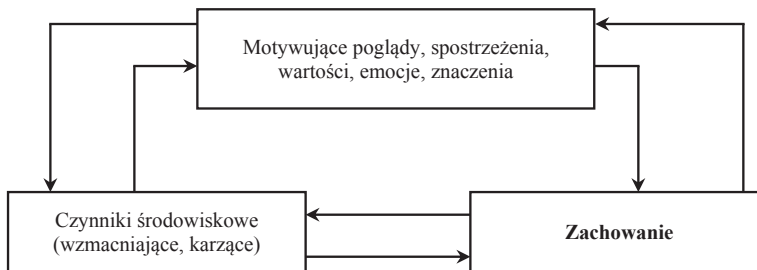 Motywujące poglądy, spostrzeżenia,
wartości, emocje, znaczenia
Czynniki środowiskowe
(wzmacniające, karzące)
Zachowanie